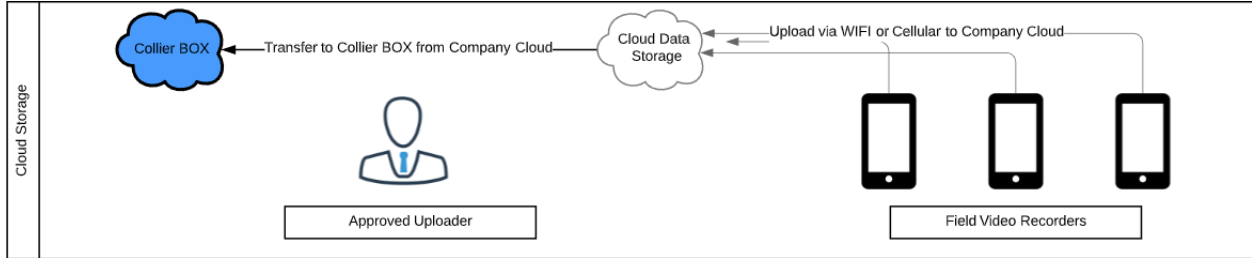 Cloud Storage
Collier BOX
Transfer to Collier BOX from Company Cloud
Cloud Data
Storage
Upload via WIFI or Cellular to Company Cloud
Approved Uploader
Field Video Recorders